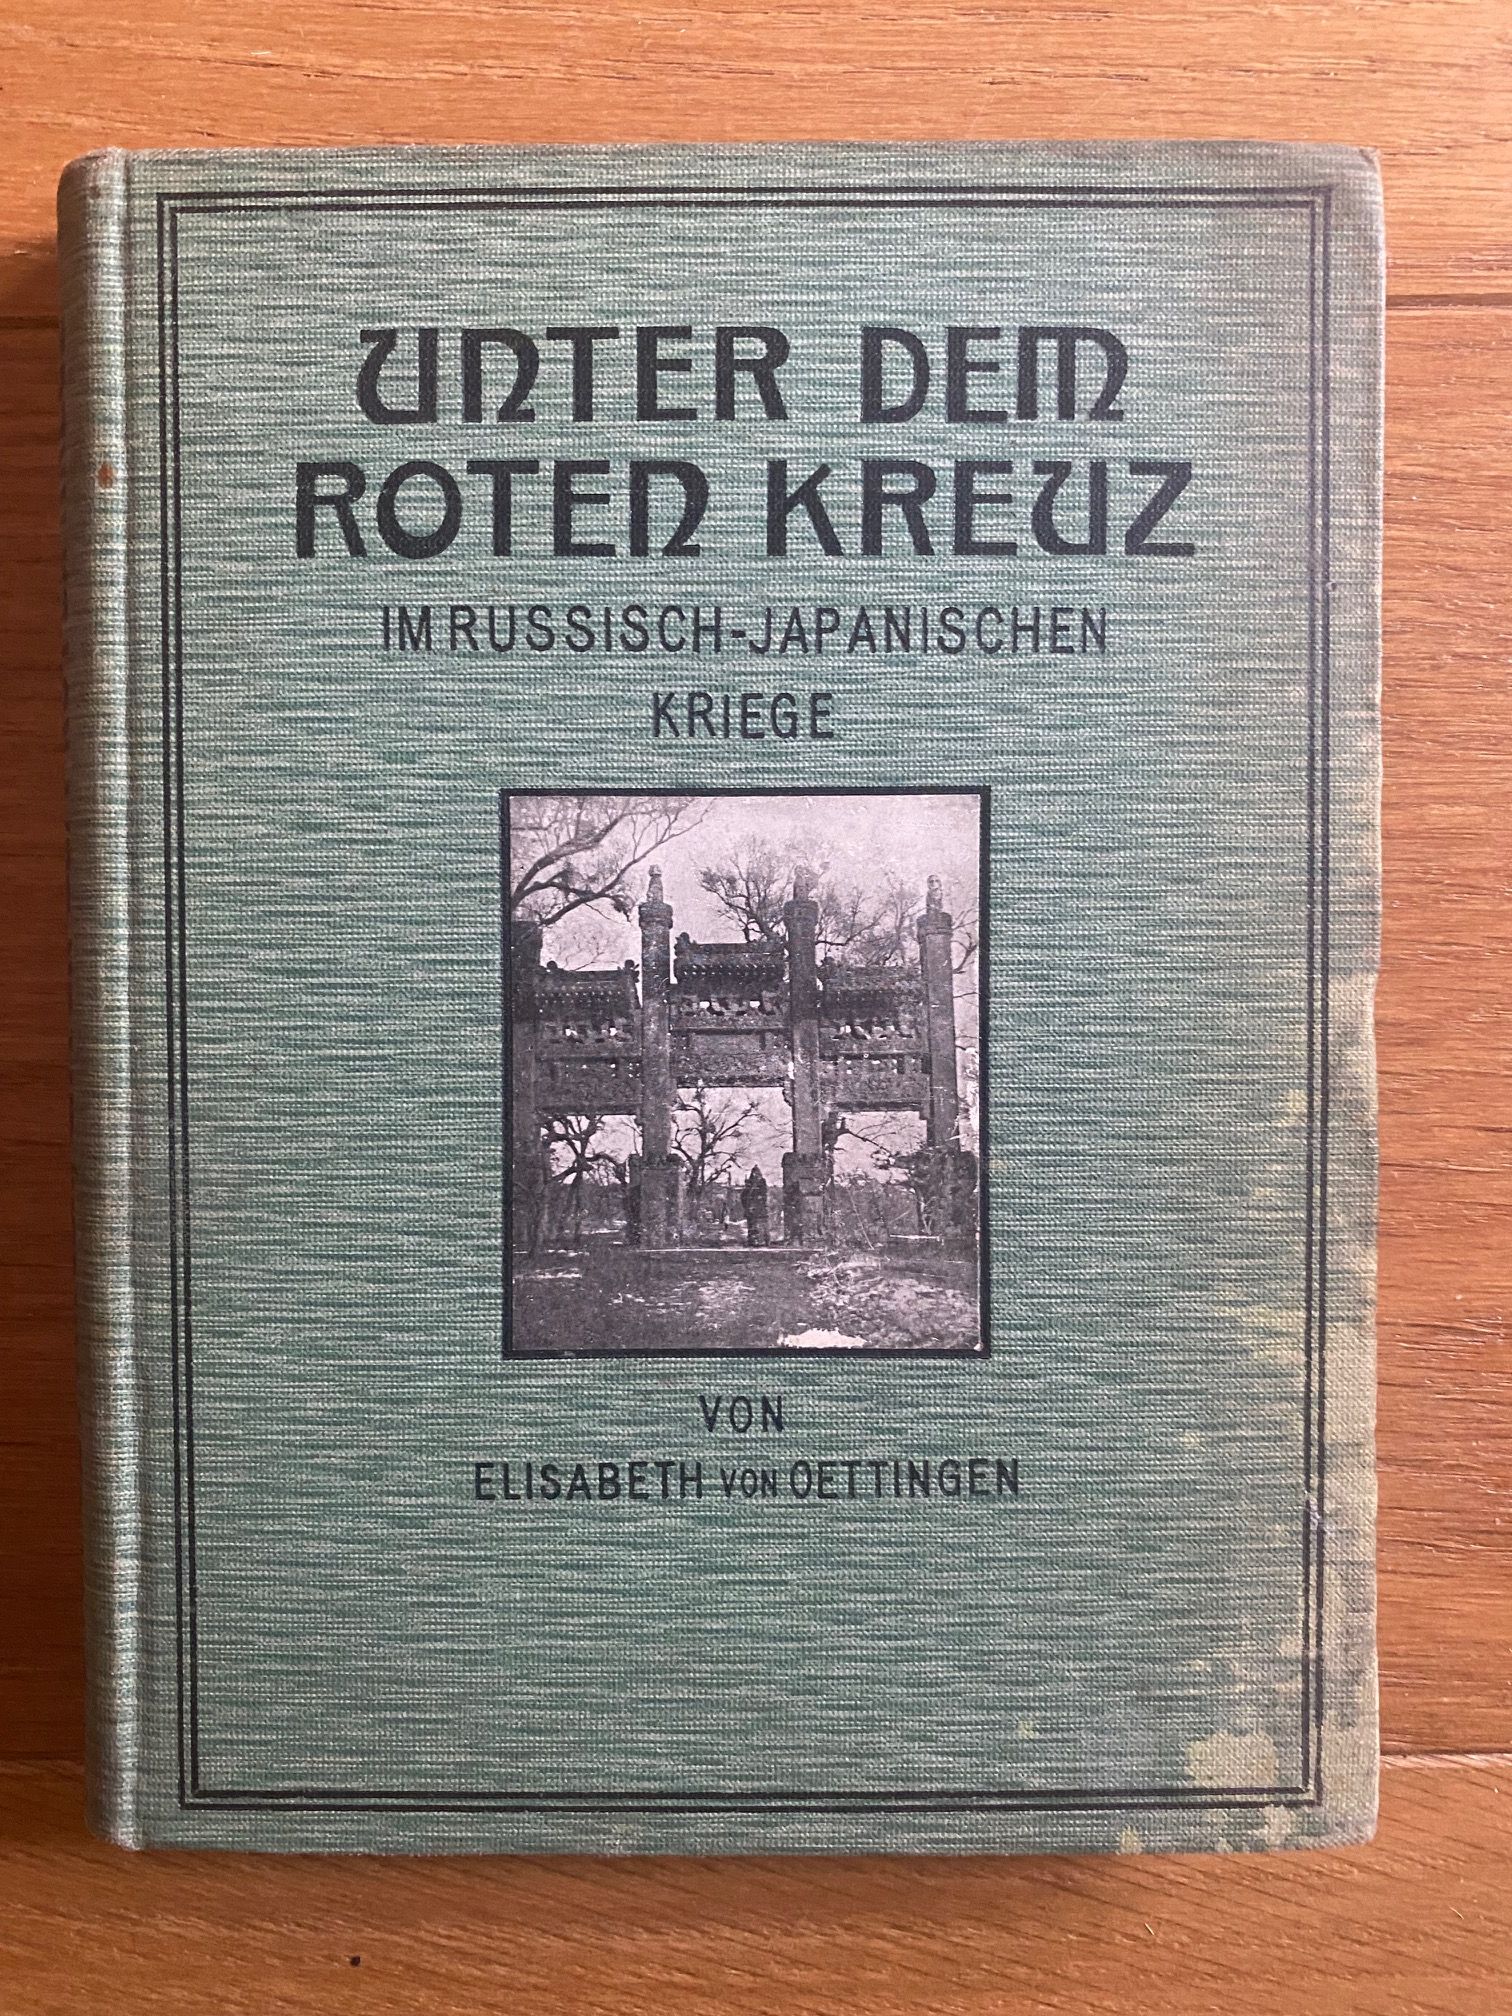 UNTER DEM
ROTEN KREUZ
IM RUSSISCH-JAPANISCHEN
KRIEGE
VON
ELISABETH VON OETTINGEN